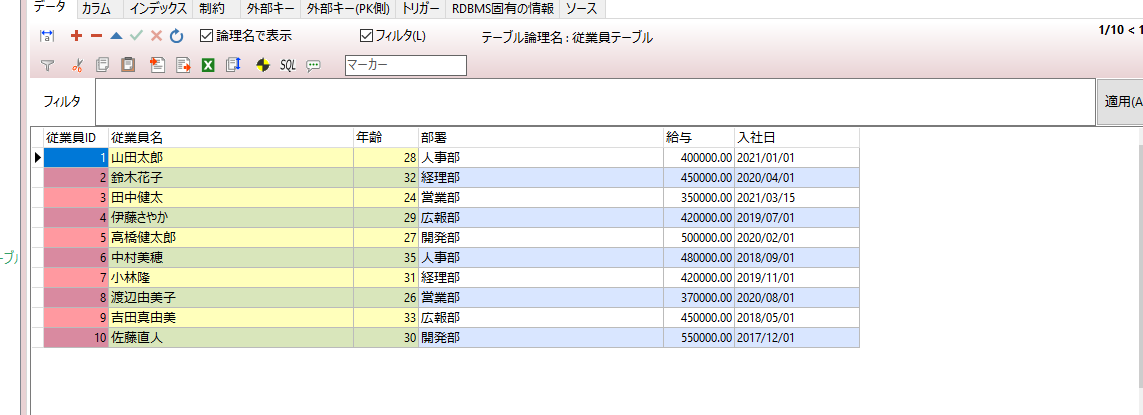 データ カラム インデックス 制約 外部キー 外部キー(PK側) トリガー RDBMS固有の情報 ソース
論理名で表示 フィルタ(L) テーブル論理名 : 従業員テーブル 1/10 < 1
SQL マーカー
フィルタ 適用(A
従業員ID 従業員名 年齢 部署 給与 入社日
1 山田太郎 28 人事部 400000.00 2021/01/01
2 鈴木花子 32 経理部 450000.00 2020/04/01
3 田中健太 24 営業部 350000.00 2021/03/15
4 伊藤さやか 29 広報部 420000.00 2019/07/01
5 高橋健太郎 27 開発部 500000.00 2020/02/01
6 中村美穂 35 人事部 480000.00 2018/09/01
7 小林隆 31 経理部 420000.00 2019/11/01
8 渡辺由美子 26 営業部 370000.00 2020/08/01
9 吉田真由美 33 広報部 450000.00 2018/05/01
10 佐藤直人 30 開発部 550000.00 2017/12/01